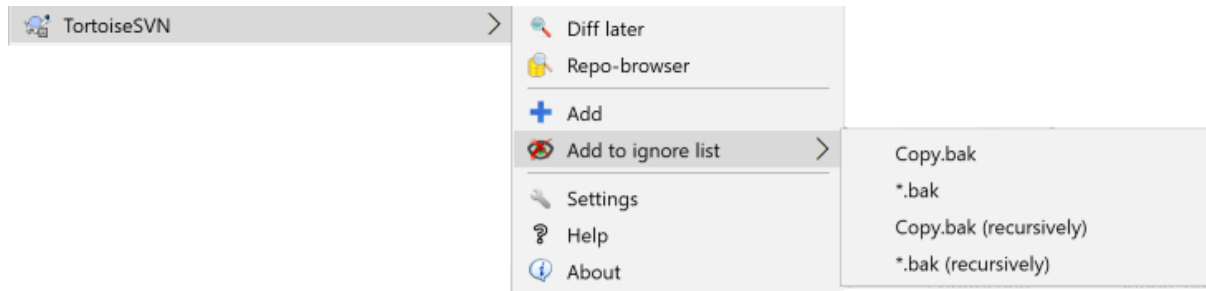 TortoiseSVN
Diff later
Repo-browser
Add
Add to ignore list
Settings
Help
About
Copy.bak
*.bak
Copy.bak (recursively)
*.bak (recursively)